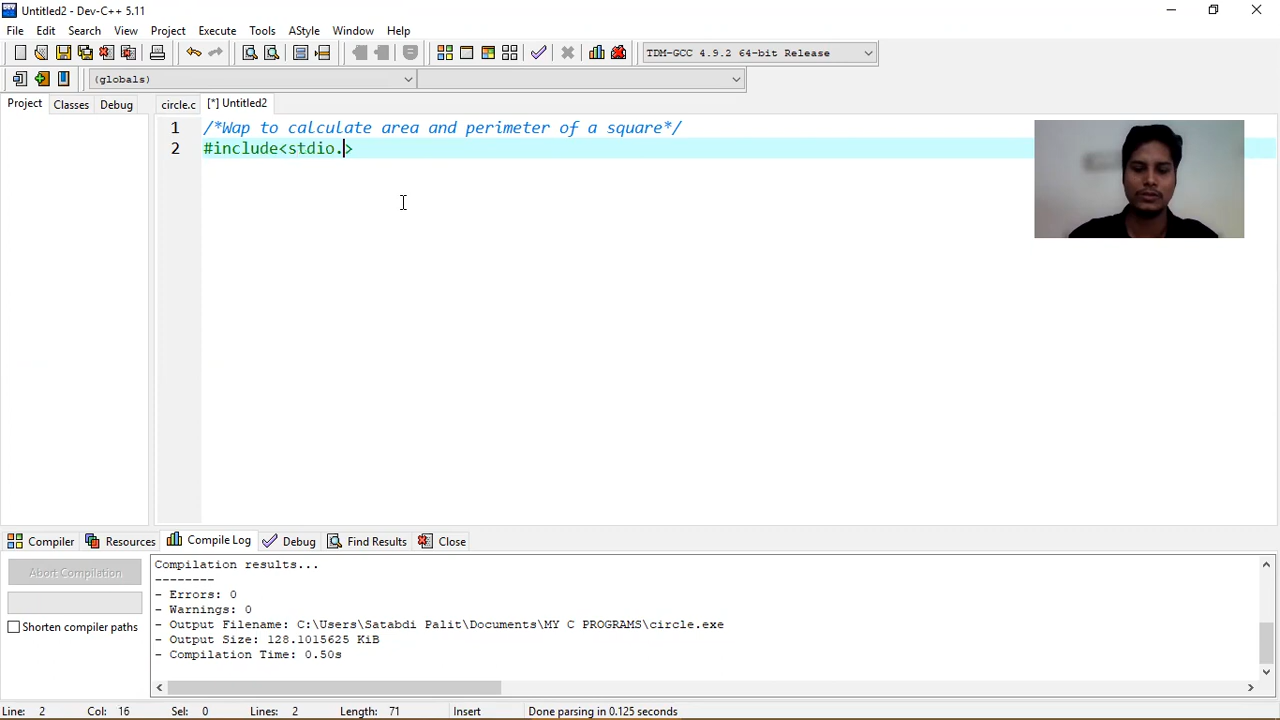 Untitled2 - Dev-C++ 5.11
File Edit Search View Project Execute Tools AStyle Window Help
TDM-GCC 4.9.2 64-bit Release
(globals)
Project Classes Debug circle.c [*] Untitled2
1 /*Wap to calculate area and perimeter of a square*/
2 #include<stdio.>
Compiler Resources Compile Log Debug Find Results Close
Abort Compilation
Shorten compiler paths
Compilation results...
--------
- Errors: 0
- Warnings: 0
- Output Filename: C:\Users\Satabdi Palit\Documents\MY C PROGRAMS\circle.exe
- Output Size: 128.1015625 KiB
- Compilation Time: 0.50s
Line: 2 Col: 16 Sel: 0 Lines: 2 Length: 71 Insert Done parsing in 0.125 seconds